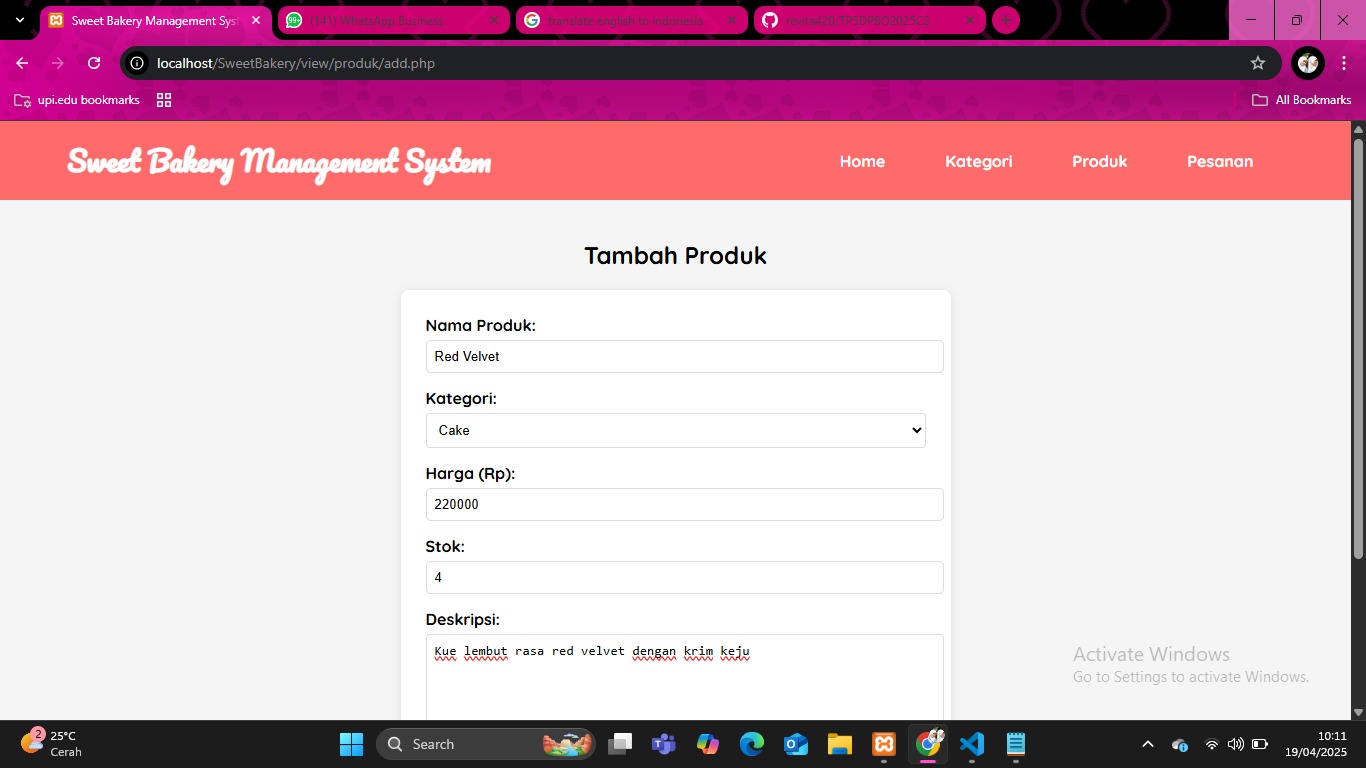 Sweet Bakery Management Sys
99+
(141) WhatsApp Business
translate english to indonesia
revita420/TP5DPBO2025C2
localhost/SweetBakery/view/produk/add.php
upi.edu bookmarks
All Bookmarks
Sweet Bakery Management System
Home
Kategori
Produk
Pesanan
Tambah Produk
Nama Produk:
Red Velvet
Kategori:
Cake
Harga (Rp):
220000
Stok:
4
Deskripsi:
Kue lembut rasa red velvet dengan krim keju
Activate Windows
Go to Settings to activate Windows.
2
25°C
Cerah
Search
10:11
19/04/2025